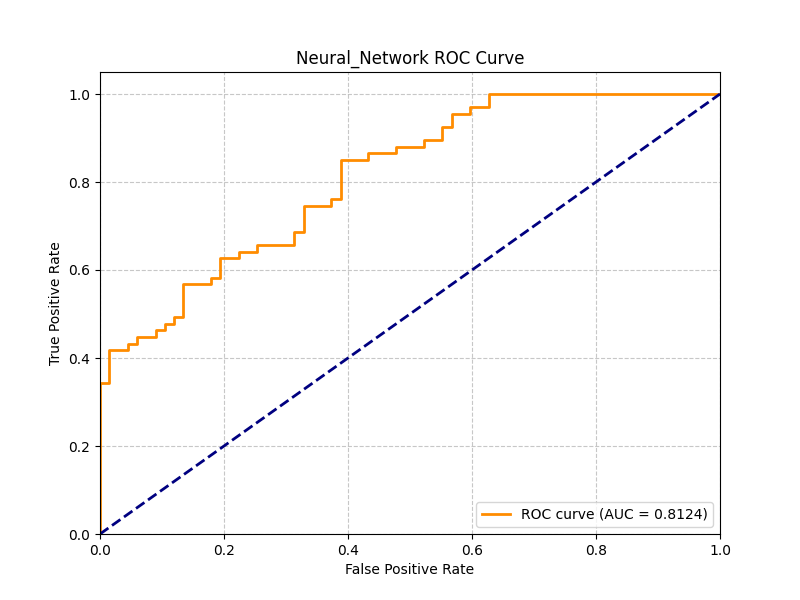 Neural_Network ROC Curve
True Positive Rate
1.0
0.8
0.6
0.4
0.2
0.0
0.0 0.2 0.4 0.6 0.8 1.0
False Positive Rate
ROC curve (AUC = 0.8124)